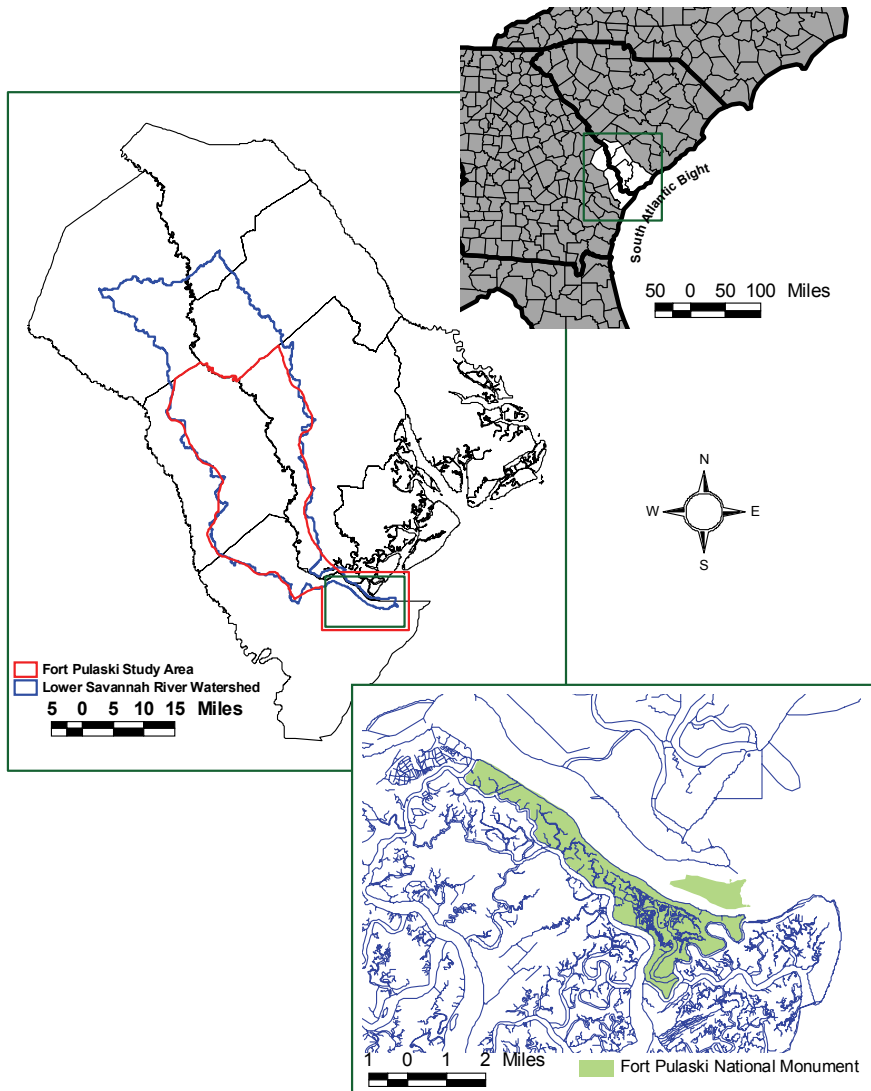 South Atlantic Bight
50 0 50 100 Miles
N
W E
S
Fort Pulaski Study Area
Lower Savannah River Watershed
5 0 5 10 15 Miles
1 0 1 2 Miles
Fort Pulaski National Monument